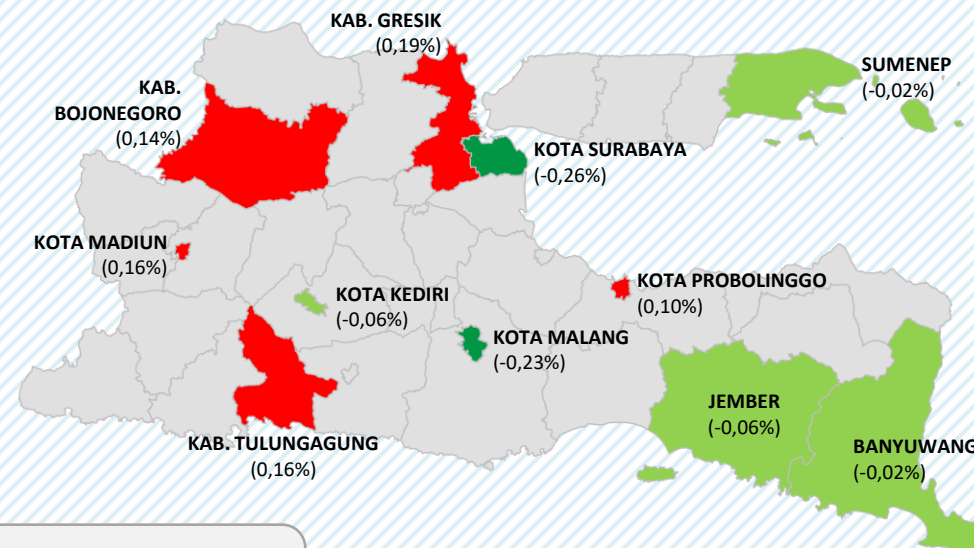 KAB. GRESIK
(0,19%)
KAB.
BOJONEGORO
(0,14%)
SUMENEP
(-0,02%)
KOTA SURABAYA
(-0,26%)
KOTA MADIUN
(0,16%)
KOTA KEDIRI
(-0,06%)
KOTA PROBOLINGGO
(0,10%)
KOTA MALANG
(-0,23%)
JEMBER
(-0,06%)
KAB. TULUNGAGUNG
(0,16%)
BANYUWANG
(-0,02%)